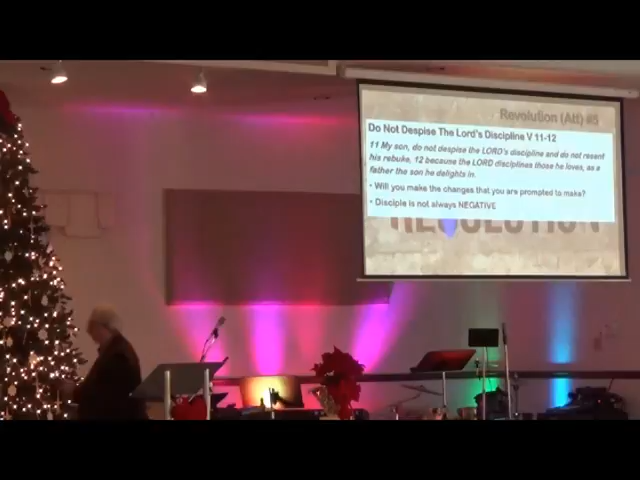 Revolution (Att) #5
Do Not Despise The Lord's Discipline V 11-12
11 My son, do not despise the LORD's discipline and do not resent
his rebuke, 12 because the LORD disciplines those he loves, as a
father the son he delights in.
• Will you make the changes that you are prompted to make?
• Disciple is not always NEGATIVE
REVOLUTION